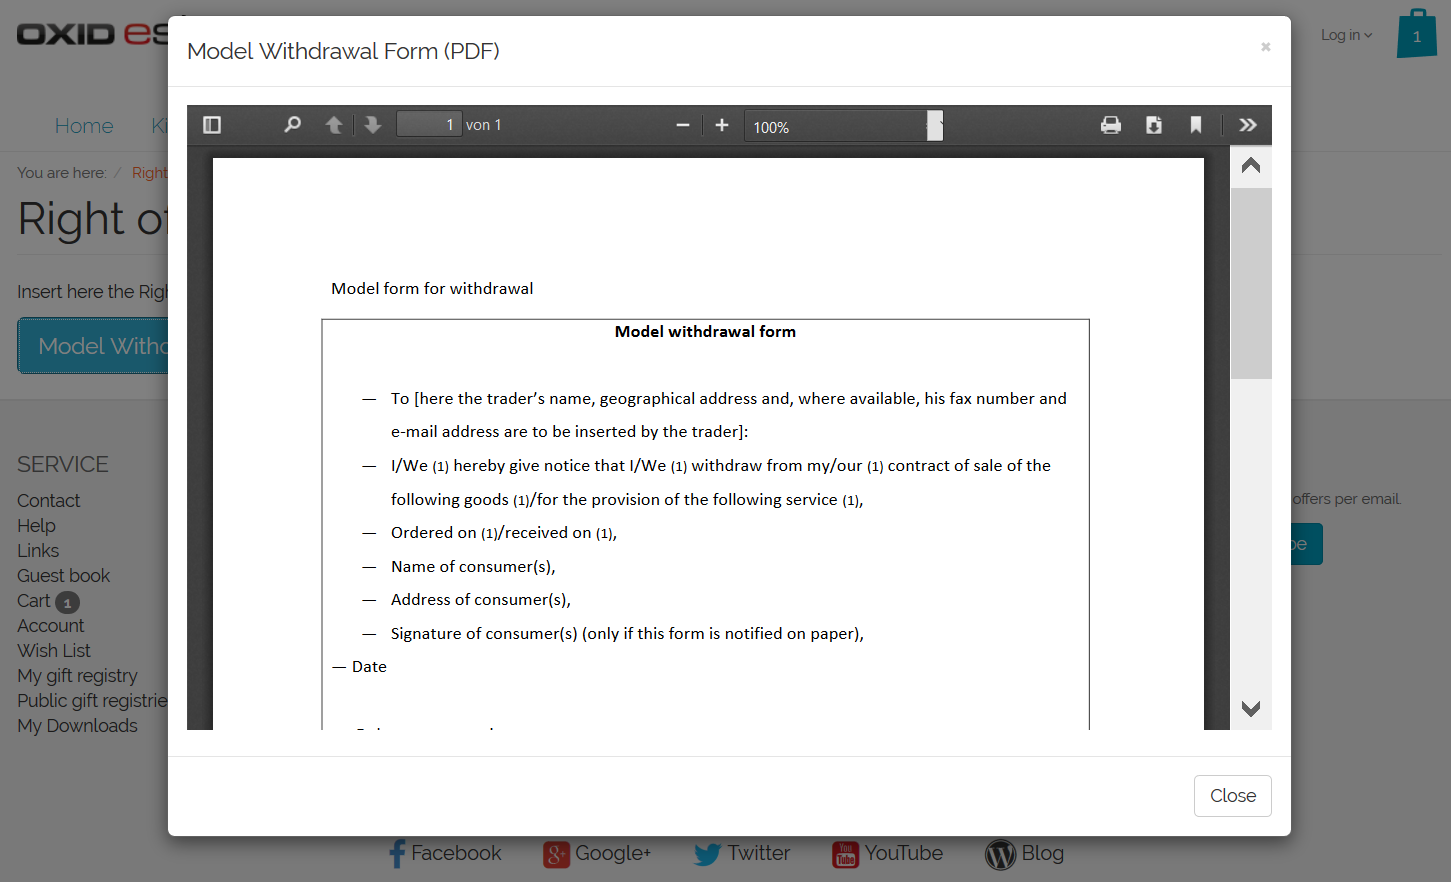 OXID es
Log in
1
Home Ki
You are here: / Right
Right of
Insert here the Righ
Model Withd
Model Withdrawal Form (PDF)
×
1 von 1
100%
Model form for withdrawal
Model withdrawal form
— To [here the trader’s name, geographical address and, where available, his fax number and
e-mail address are to be inserted by the trader]:
— I/We (1) hereby give notice that I/We (1) withdraw from my/our (1) contract of sale of the
following goods (1)/for the provision of the following service (1),
— Ordered on (1)/received on (1),
— Name of consumer(s),
— Address of consumer(s),
— Signature of consumer(s) (only if this form is notified on paper),
— Date
Close
SERVICE
Contact
Help
Links
Guest book
Cart 1
Account
Wish List
My gift registry
Public gift registrie
My Downloads
offers per email.
be
Facebook Google+ Twitter YouTube Blog